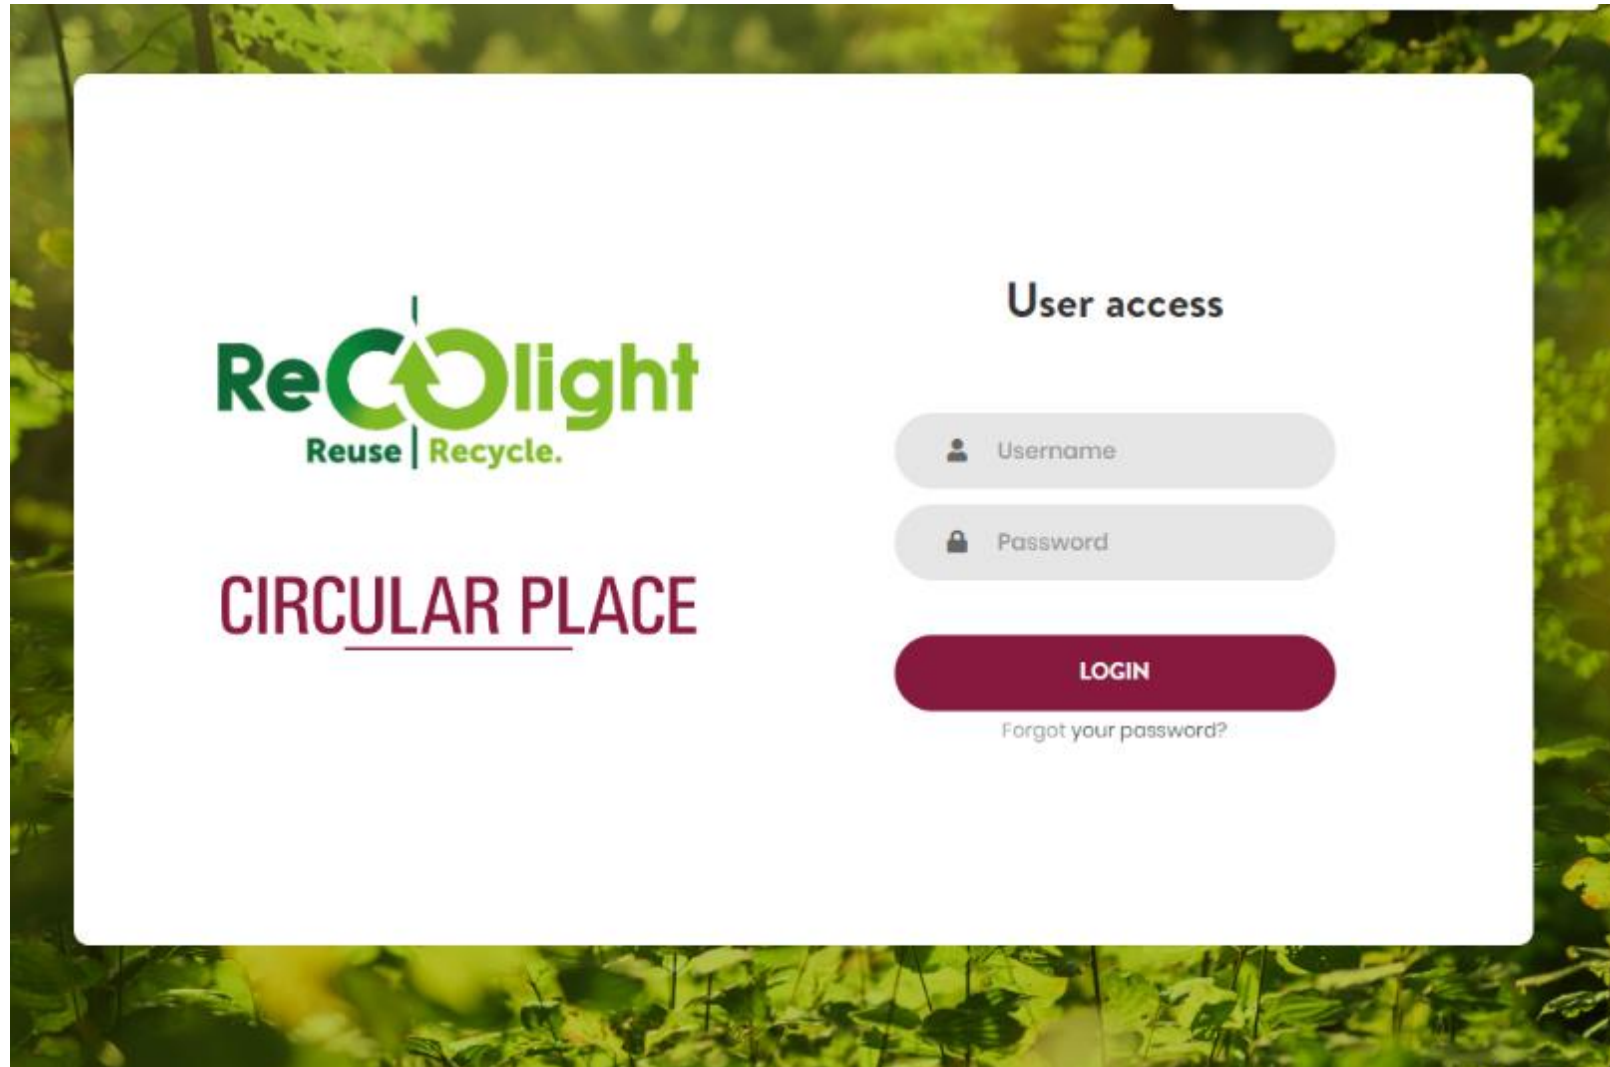 ReCOlight
Reuse | Recycle.
CIRCULAR PLACE
User access
Username
Password
LOGIN
Forgot your password?